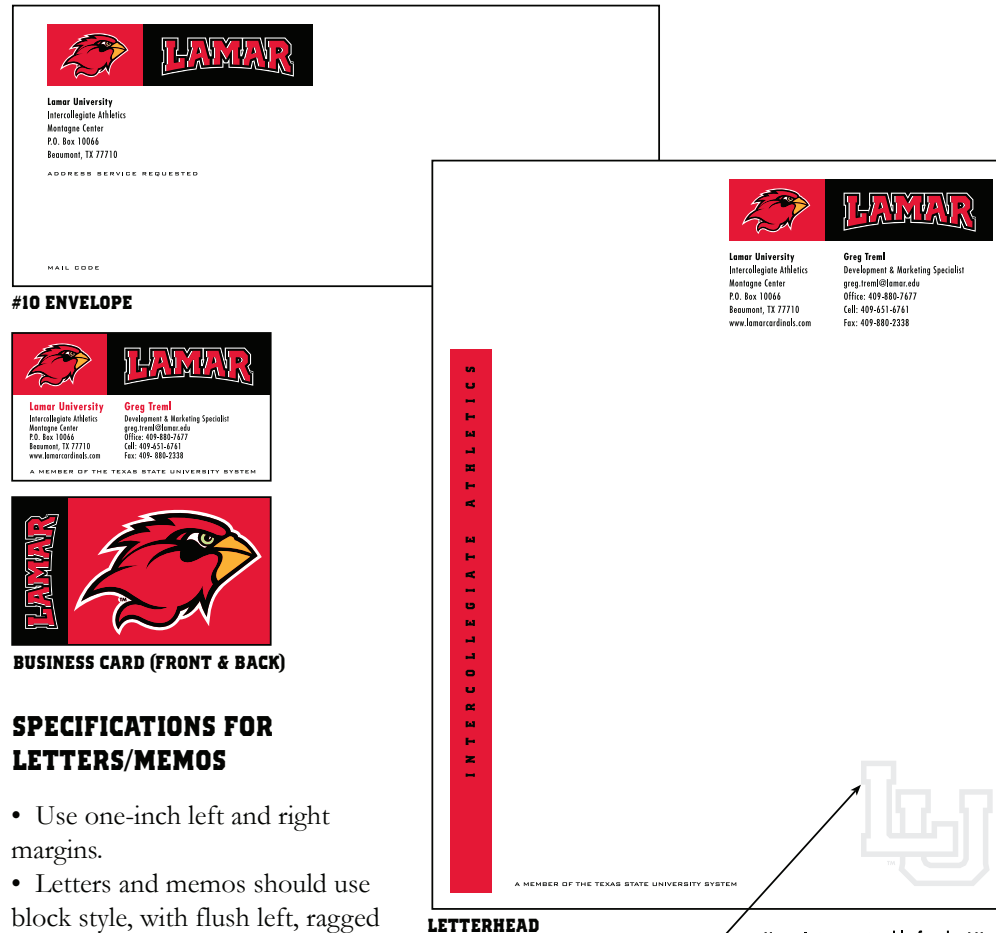 LAMAR
Lamar University
Intercollegiate Athletics
Montagne Center
P.O. Box 10066
Beaumont, TX 77710
ADDRESS SERVICE REQUESTED
MAIL CODE
#10 ENVELOPE
LAMAR
Lamar University
Intercollegiate Athletics
Montagne Center
P.O. Box 10066
Beaumont, TX 77710
www.lamarcardinals.com
Greg Treml
Development & Marketing Specialist
greg.treml@lamar.edu
Office: 409-880-7677
Cell: 409-651-6761
Fax: 409- 880-2338
A MEMBER OF THE TEXAS STATE UNIVERSITY SYSTEM
LAMAR
TM
BUSINESS CARD (FRONT & BACK)
SPECIFICATIONS FOR
LETTERS/MEMOS
• Use one-inch left and right
margins.
• Letters and memos should use
block style, with flush left, ragged
LAMAR
Lamar University
Intercollegiate Athletics
Montagne Center
P.O. Box 10066
Beaumont, TX 77710
www.lamarcardinals.com
Greg Treml
Development & Marketing Specialist
greg.treml@lamar.edu
Office: 409-880-7677
Cell: 409-651-6761
Fax: 409-880-2338
INTERCOLLEGIATE ATHLETICS
LU
TM
A MEMBER OF THE TEXAS STATE UNIVERSITY SYSTEM
LETTERHEAD